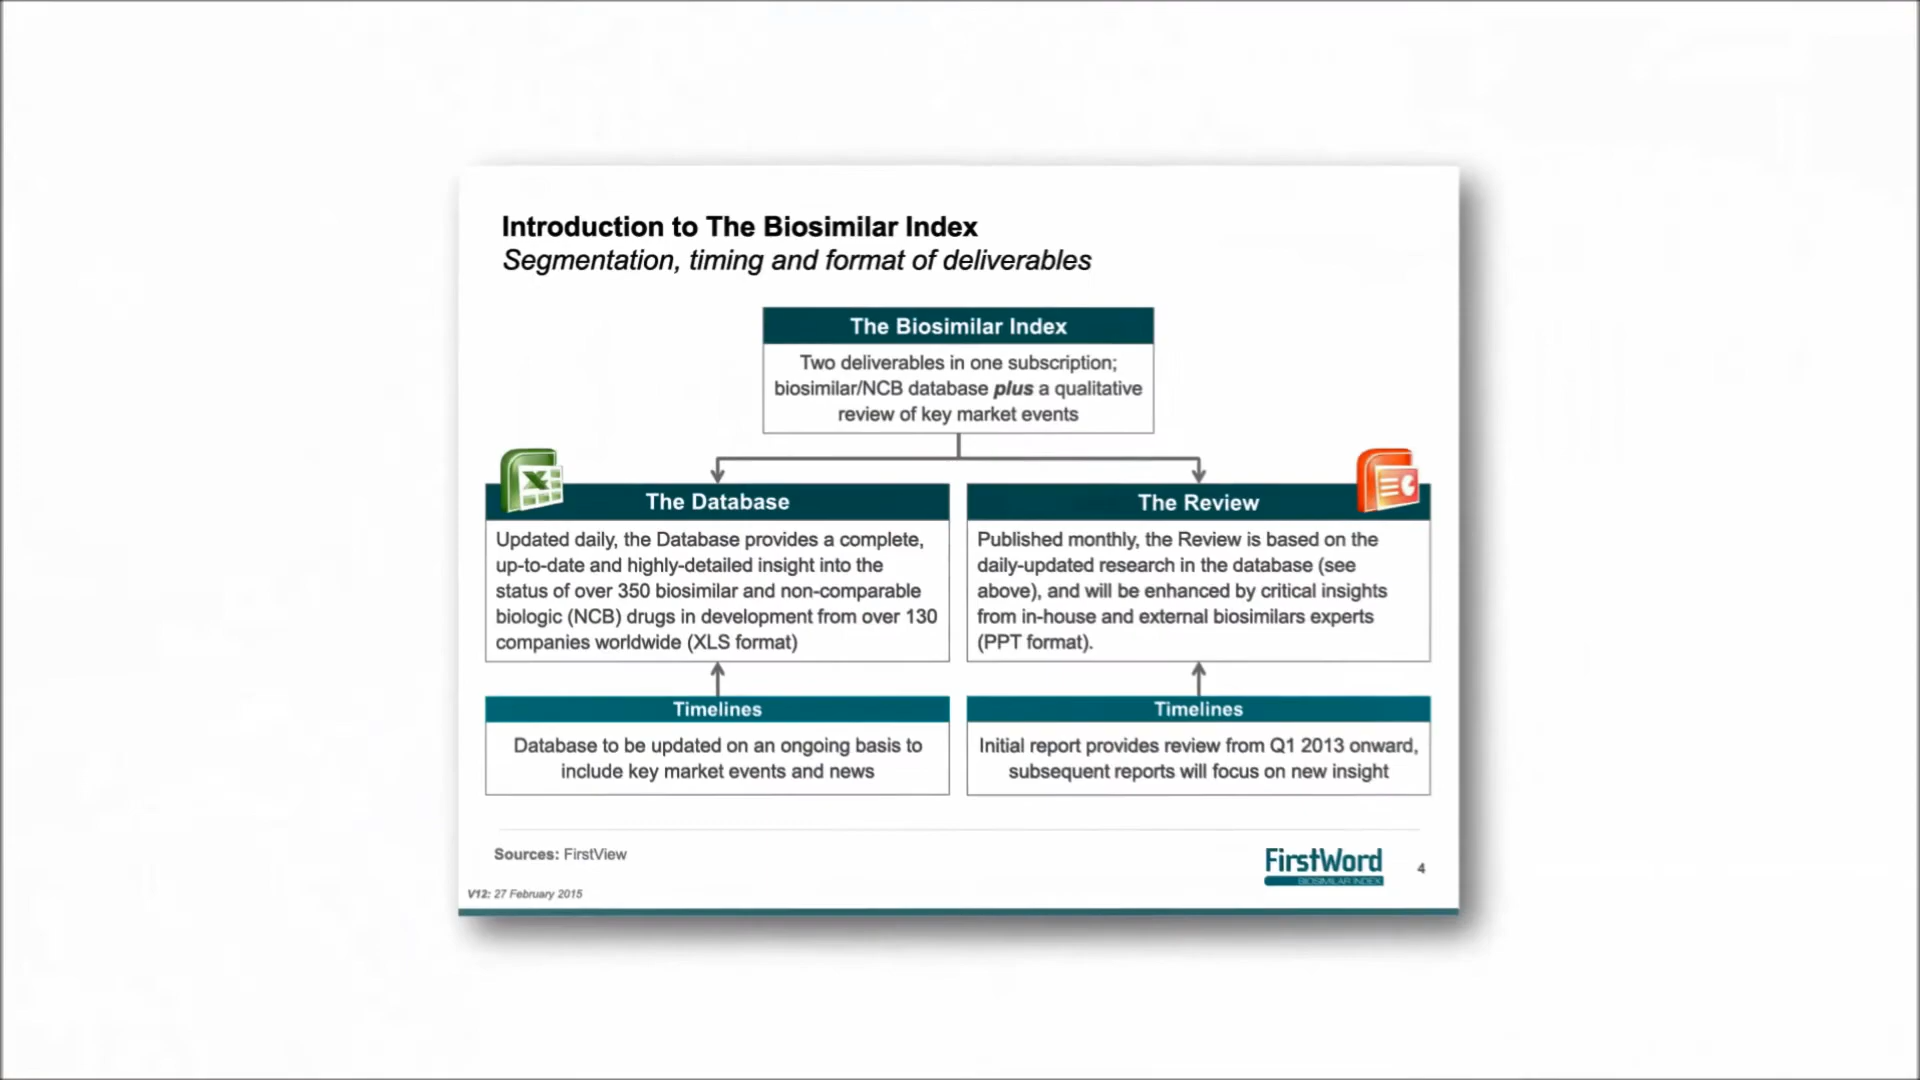 Introduction to The Biosimilar Index
Segmentation, timing and format of deliverables
The Biosimilar Index
Two deliverables in one subscription;
biosimilar/NCB database plus a qualitative
review of key market events
The Database
Updated daily, the Database provides a complete,
up-to-date and highly-detailed insight into the
status of over 350 biosimilar and non-comparable
biologic (NCB) drugs in development from over 130
companies worldwide (XLS format)
The Review
Published monthly, the Review is based on the
daily-updated research in the database (see
above), and will be enhanced by critical insights
from in-house and external biosimilars experts
(PPT format).
Timelines
Database to be updated on an ongoing basis to
include key market events and news
Timelines
Initial report provides review from Q1 2013 onward,
subsequent reports will focus on new insight
Sources: FirstView
FirstWord
BIOSIMILAR INDEX
4
V12: 27 February 2015